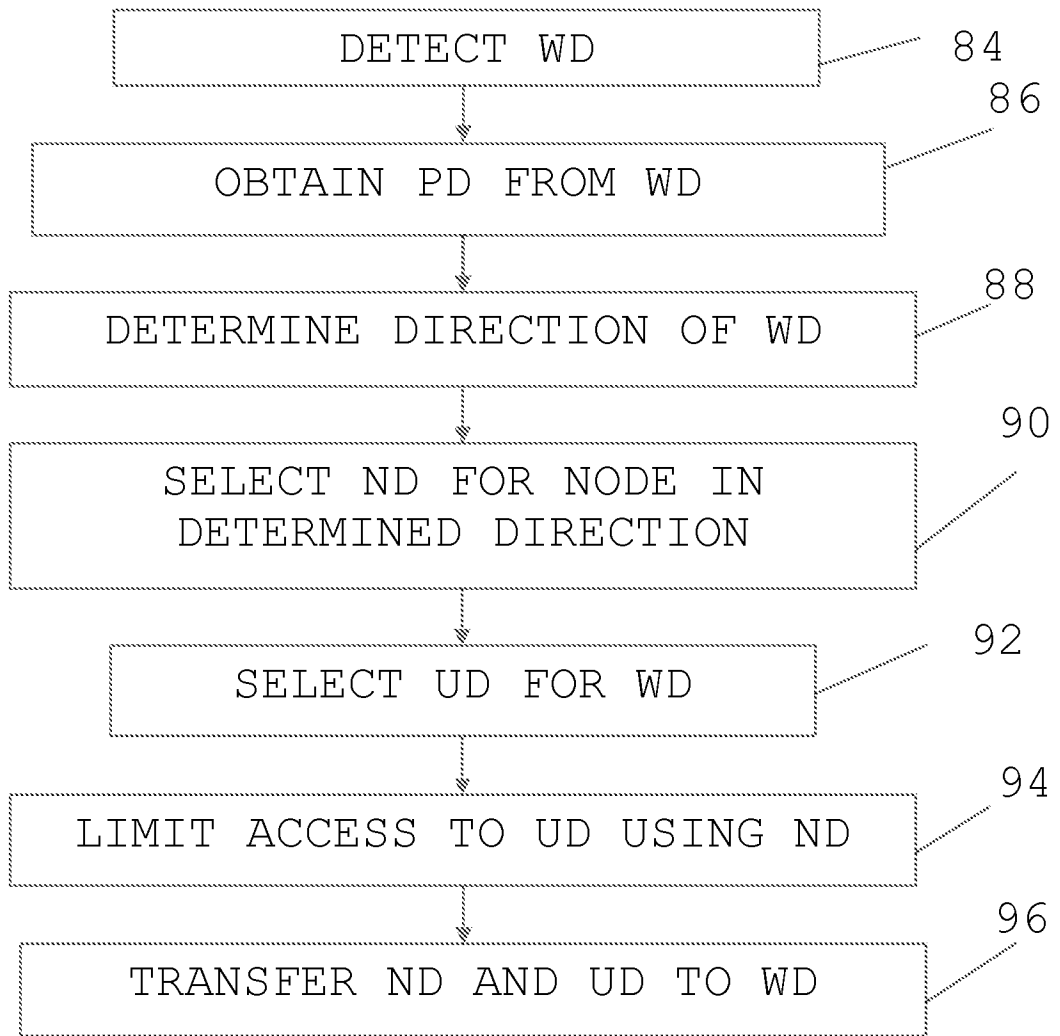 DETECT WD
84
86
OBTAIN PD FROM WD
88
DETERMINE DIRECTION OF WD
90
SELECT ND FOR NODE IN
DETERMINED DIRECTION
92
SELECT UD FOR WD
94
LIMIT ACCESS TO UD USING ND
96
TRANSFER ND AND UD TO WD